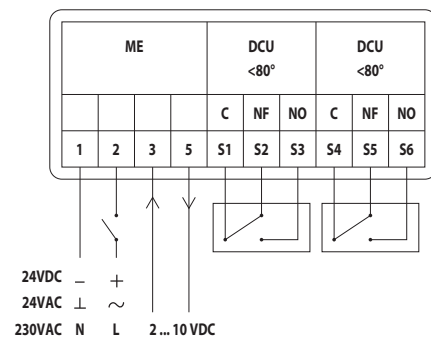 ME DCU DCU
<80° <80°
C NF NO C NF NO
1 2 3 5 S1 S2 S3 S4 S5 S6
24VDC – +
24VAC ⊥ ~
230VAC N L 2 ... 10 VDC